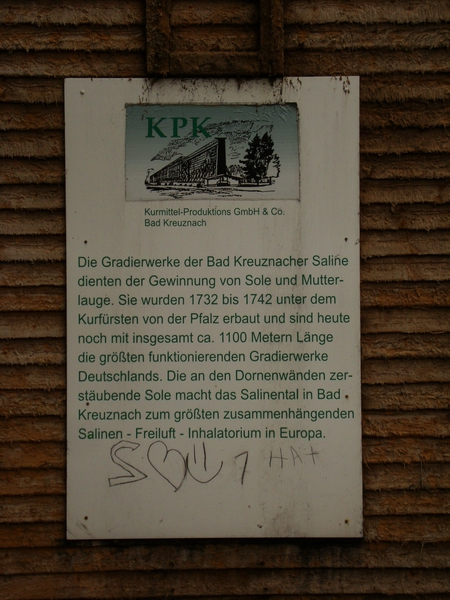 KPK
Kurmittel-Produktions GmbH & Co.
Bad Kreuznach
Die Gradierwerke der Bad Kreuznacher Saline
dienten der Gewinnung von Sole und Mutter-
lauge. Sie wurden 1732 bis 1742 unter dem
Kurfürsten von der Pfalz erbaut und sind heute
noch mit insgesamt ca. 1100 Metern Länge
die größten funktionierenden Gradierwerke
Deutschlands. Die an den Dornenwänden zer-
stäubende Sole macht das Salinental in Bad
Kreuznach zum größten zusammenhängenden
Salinen - Freiluft - Inhalatorium in Europa.